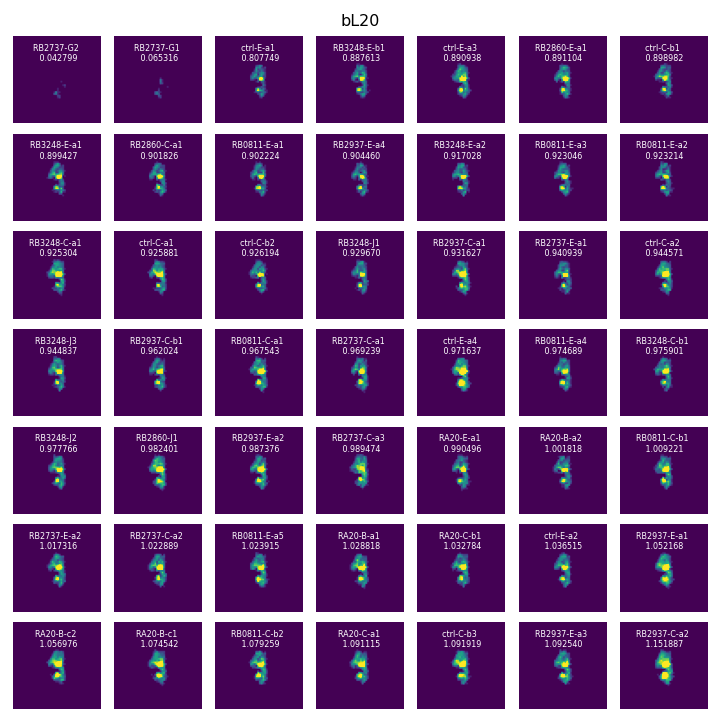 bL20
RB2737-G2
0.042799
RB2737-G1
0.065316
ctrl-E-a1
0.807749
RB3248-E-b1
0.887613
ctrl-E-a3
0.890938
RB2860-E-a1
0.891104
ctrl-C-b1
0.898982
RB3248-E-a1
0.899427
RB2860-C-a1
0.901826
RB0811-E-a1
0.902224
RB2937-E-a4
0.904460
RB3248-E-a2
0.917028
RB0811-E-a3
0.923046
RB0811-E-a2
0.923214
RB3248-C-a1
0.925304
ctrl-C-a1
0.925881
ctrl-C-b2
0.926194
RB3248-J1
0.929670
RB2937-C-a1
0.931627
RB2737-E-a1
0.940939
ctrl-C-a2
0.944571
RB3248-J3
0.944837
RB2937-C-b1
0.962024
RB0811-C-a1
0.967543
RB2737-C-a1
0.969239
ctrl-E-a4
0.971637
RB0811-E-a4
0.974689
RB3248-C-b1
0.975901
RB3248-J2
0.977766
RB2860-J1
0.982401
RB2937-E-a2
0.987376
RB2737-C-a3
0.989474
RA20-E-a1
0.990496
RA20-B-a2
1.001818
RB0811-C-b1
1.009221
RB2737-E-a2
1.017316
RB2737-C-a2
1.022889
RB0811-E-a5
1.023915
RA20-B-a1
1.028818
RA20-C-b1
1.032784
ctrl-E-a2
1.036515
RB2937-E-a1
1.052168
RA20-B-c2
1.056976
RA20-B-c1
1.074542
RB0811-C-b2
1.079259
RA20-C-a1
1.091115
ctrl-C-b3
1.091919
RB2937-E-a3
1.092540
RB2937-C-a2
1.151887